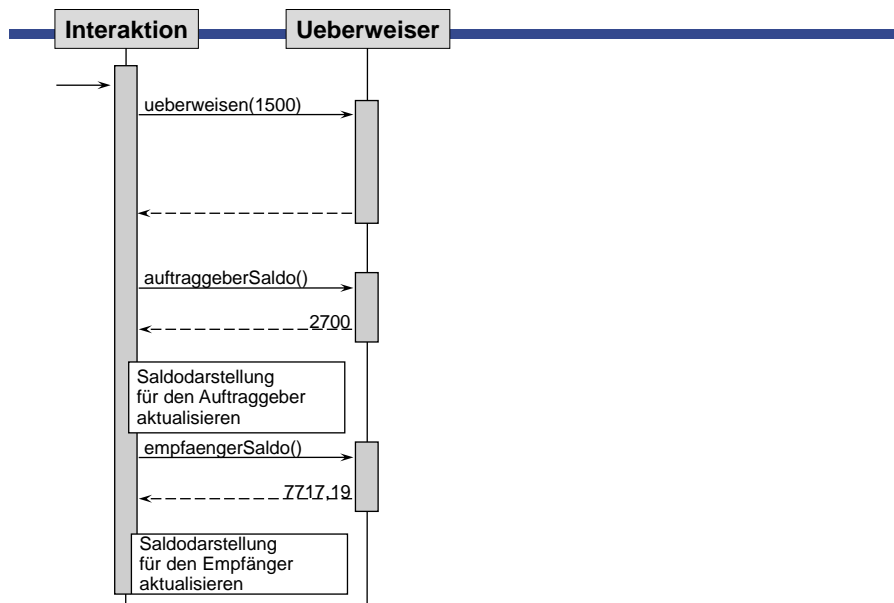 Interaktion
Ueberweiser
ueberweisen(1500)
auftraggeberSaldo()
2700
Saldodarstellung
für den Auftraggeber
aktualisieren
empfaengerSaldo()
7717,19
Saldodarstellung
für den Empfänger
aktualisieren